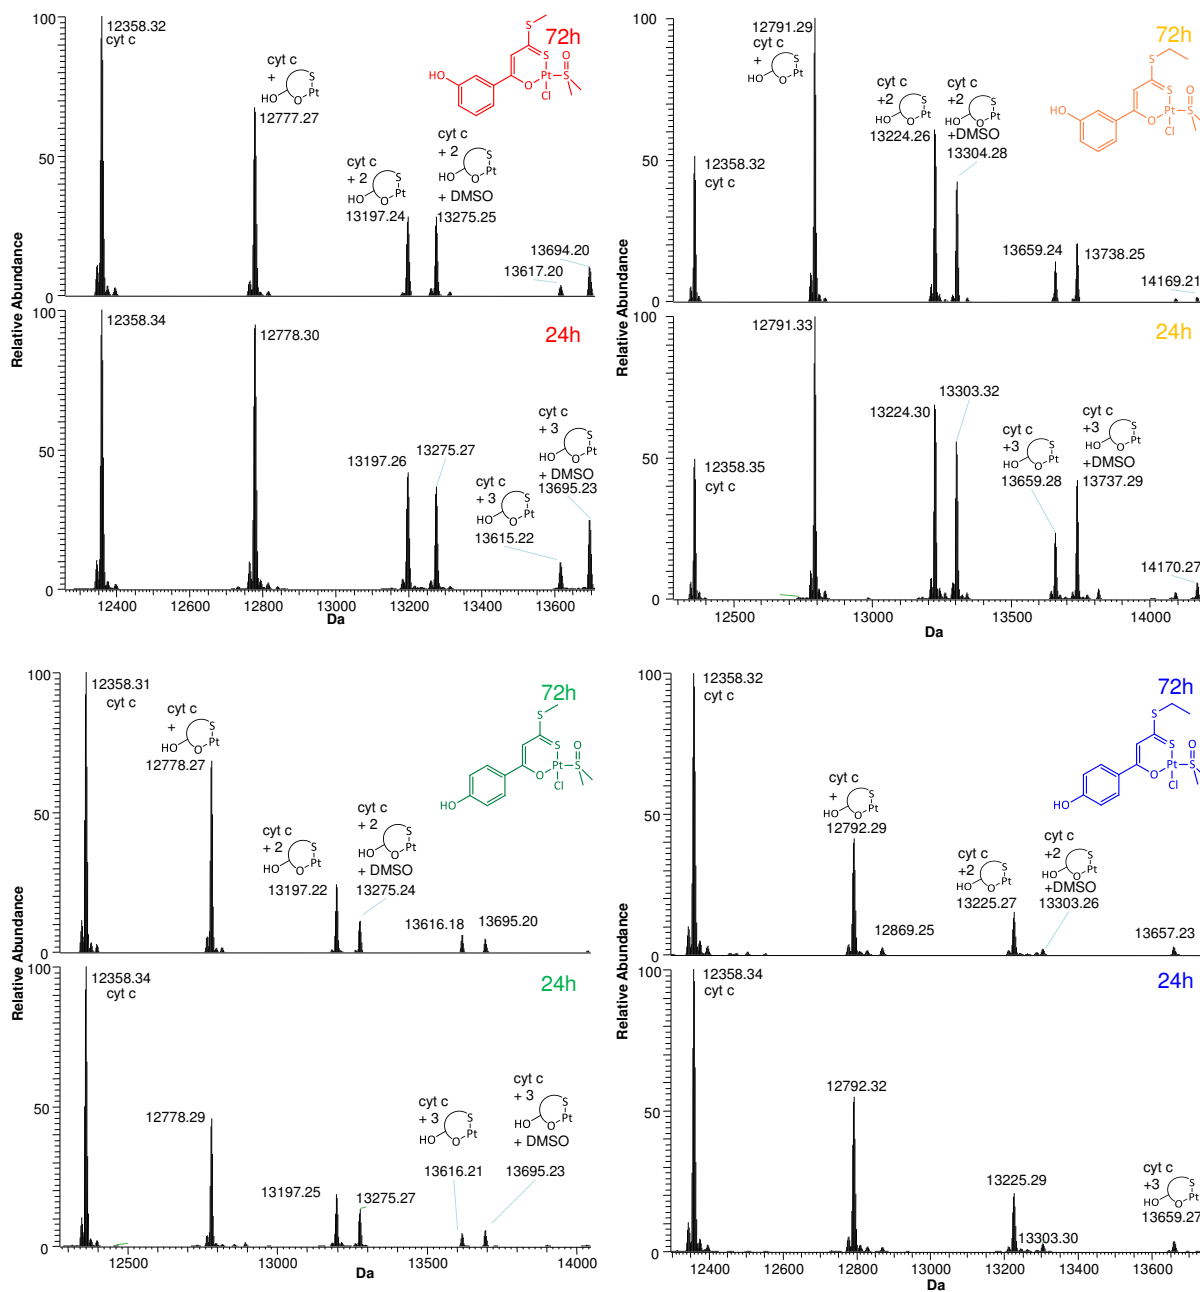 100
12358.32
cyt c
cyt c
+
HO
O
S
Pt
12777.27
72h
S
S
HO
O
Pt
S
O
Cl
cyt c
+ 2
HO
O
S
Pt
13197.24
cyt c
+ 2
HO
O
S
Pt
+ DMSO
13275.25
50
13694.20
13617.20
0
Relative Abundance
100
12358.34
12778.30
24h
50
13197.26
13275.27
cyt c
+ 3
HO
O
S
Pt
13615.22
cyt c
+ 3
HO
O
S
Pt
+ DMSO
13695.23
0
12400
12600
12800
13000
13200
13400
13600
Da
100
12791.29
cyt c
+
HO
O
S
Pt
72h
S
S
HO
O
Pt
S
O
Cl
cyt c
+2
HO
O
S
Pt
13224.26
cyt c
+2
HO
O
S
Pt
+DMSO
13304.28
50
12358.32
cyt c
13659.24
13738.25
14169.21
0
Relative Abundance
100
12791.33
24h
50
12358.35
cyt c
13224.30
13303.32
cyt c
+3
HO
O
S
Pt
13659.28
cyt c
+3
HO
O
S
Pt
+DMSO
13737.29
14170.27
0
12500
13000
13500
14000
Da
100
12358.31
cyt c
cyt c
+
HO
O
S
Pt
12778.27
72h
S
S
HO
O
Pt
S
O
Cl
50
cyt c
+ 2
HO
O
S
Pt
13197.22
cyt c
+ 2
HO
O
S
Pt
+ DMSO
13275.24
13616.18
13695.20
0
Relative Abundance
100
12358.34
cyt c
24h
50
12778.29
13197.25
13275.27
cyt c
+ 3
HO
O
S
Pt
13616.21
cyt c
+ 3
HO
O
S
Pt
+ DMSO
13695.23
0
12500
13000
13500
14000
Da
100
12358.32
cyt c
72h
S
S
HO
O
Pt
S
O
Cl
50
cyt c
+
HO
O
S
Pt
12792.29
12869.25
cyt c
+2
HO
O
S
Pt
13225.27
cyt c
+2
HO
O
S
Pt
+DMSO
13303.26
13657.23
0
Relative Abundance
100
12358.34
cyt c
24h
50
12792.32
13225.29
13303.30
cyt c
+3
HO
O
S
Pt
13659.27
0
12400
12600
12800
13000
13200
13400
13600
Da